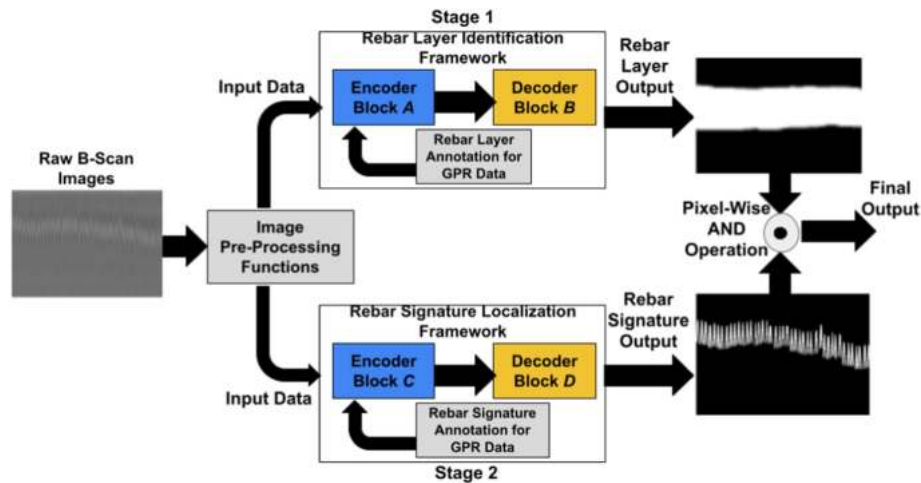 Stage 1
Rebar Layer Identification
Framework
Input Data
Encoder
Block A
Decoder
Block B
Rebar Layer
Annotation for
GPR Data
Rebar
Layer
Output
Raw B-Scan
Images
Image
Pre-Processing
Functions
Pixel-Wise
AND
Operation
Final
Output
Rebar Signature Localization
Framework
Input Data
Encoder
Block C
Decoder
Block D
Rebar Signature
Annotation for
GPR Data
Rebar
Signature
Output
Stage 2